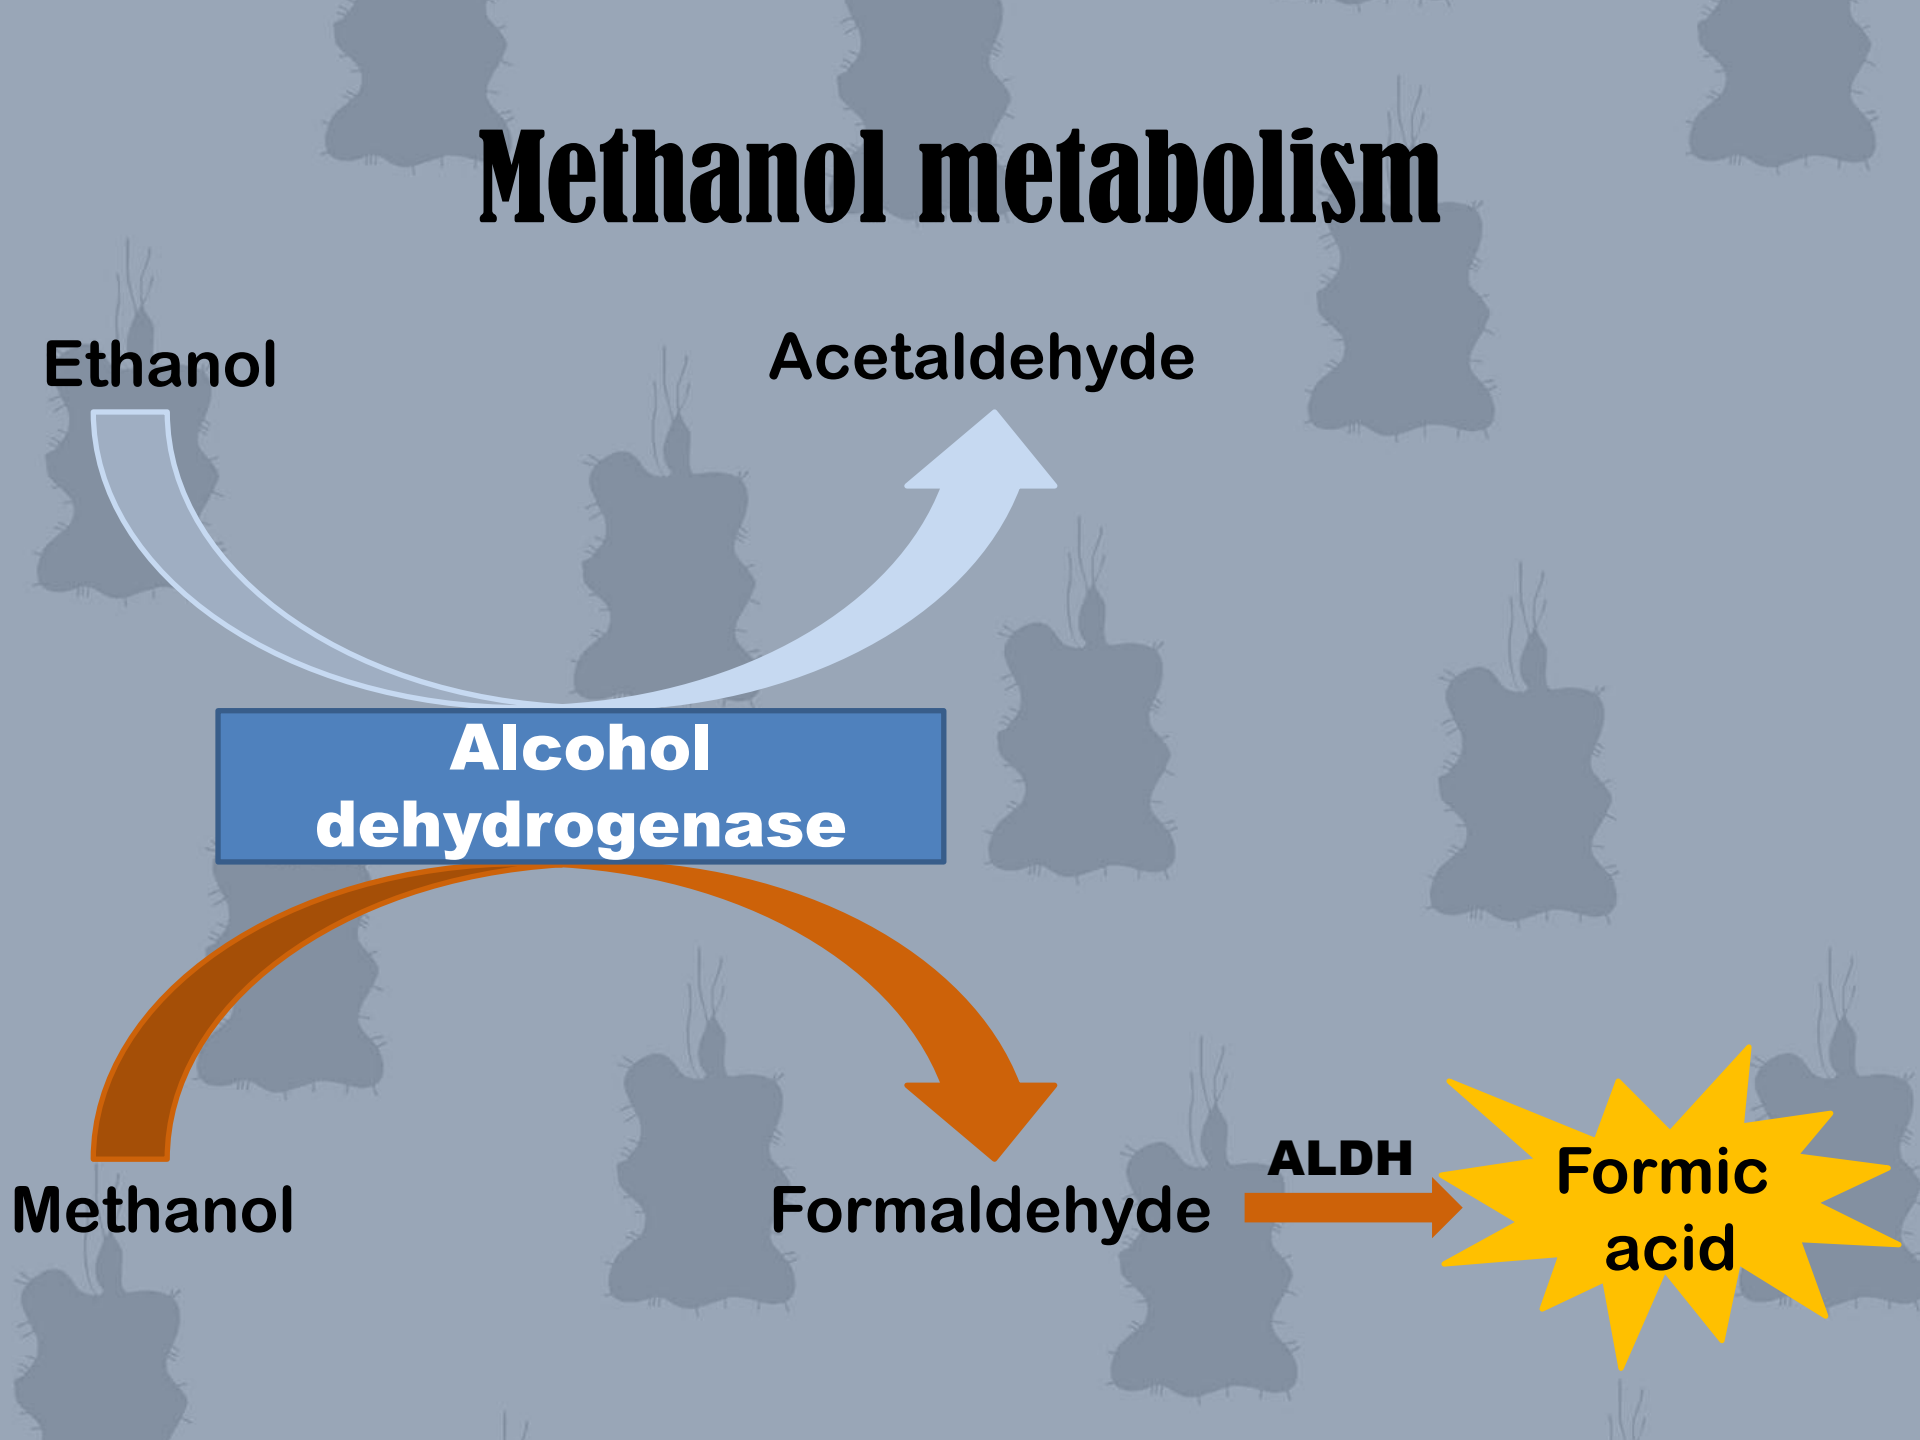 Methanol metabolism
Ethanol
Acetaldehyde
Alcohol
dehydrogenase
Methanol
Formaldehyde
ALDH
Formic
acid